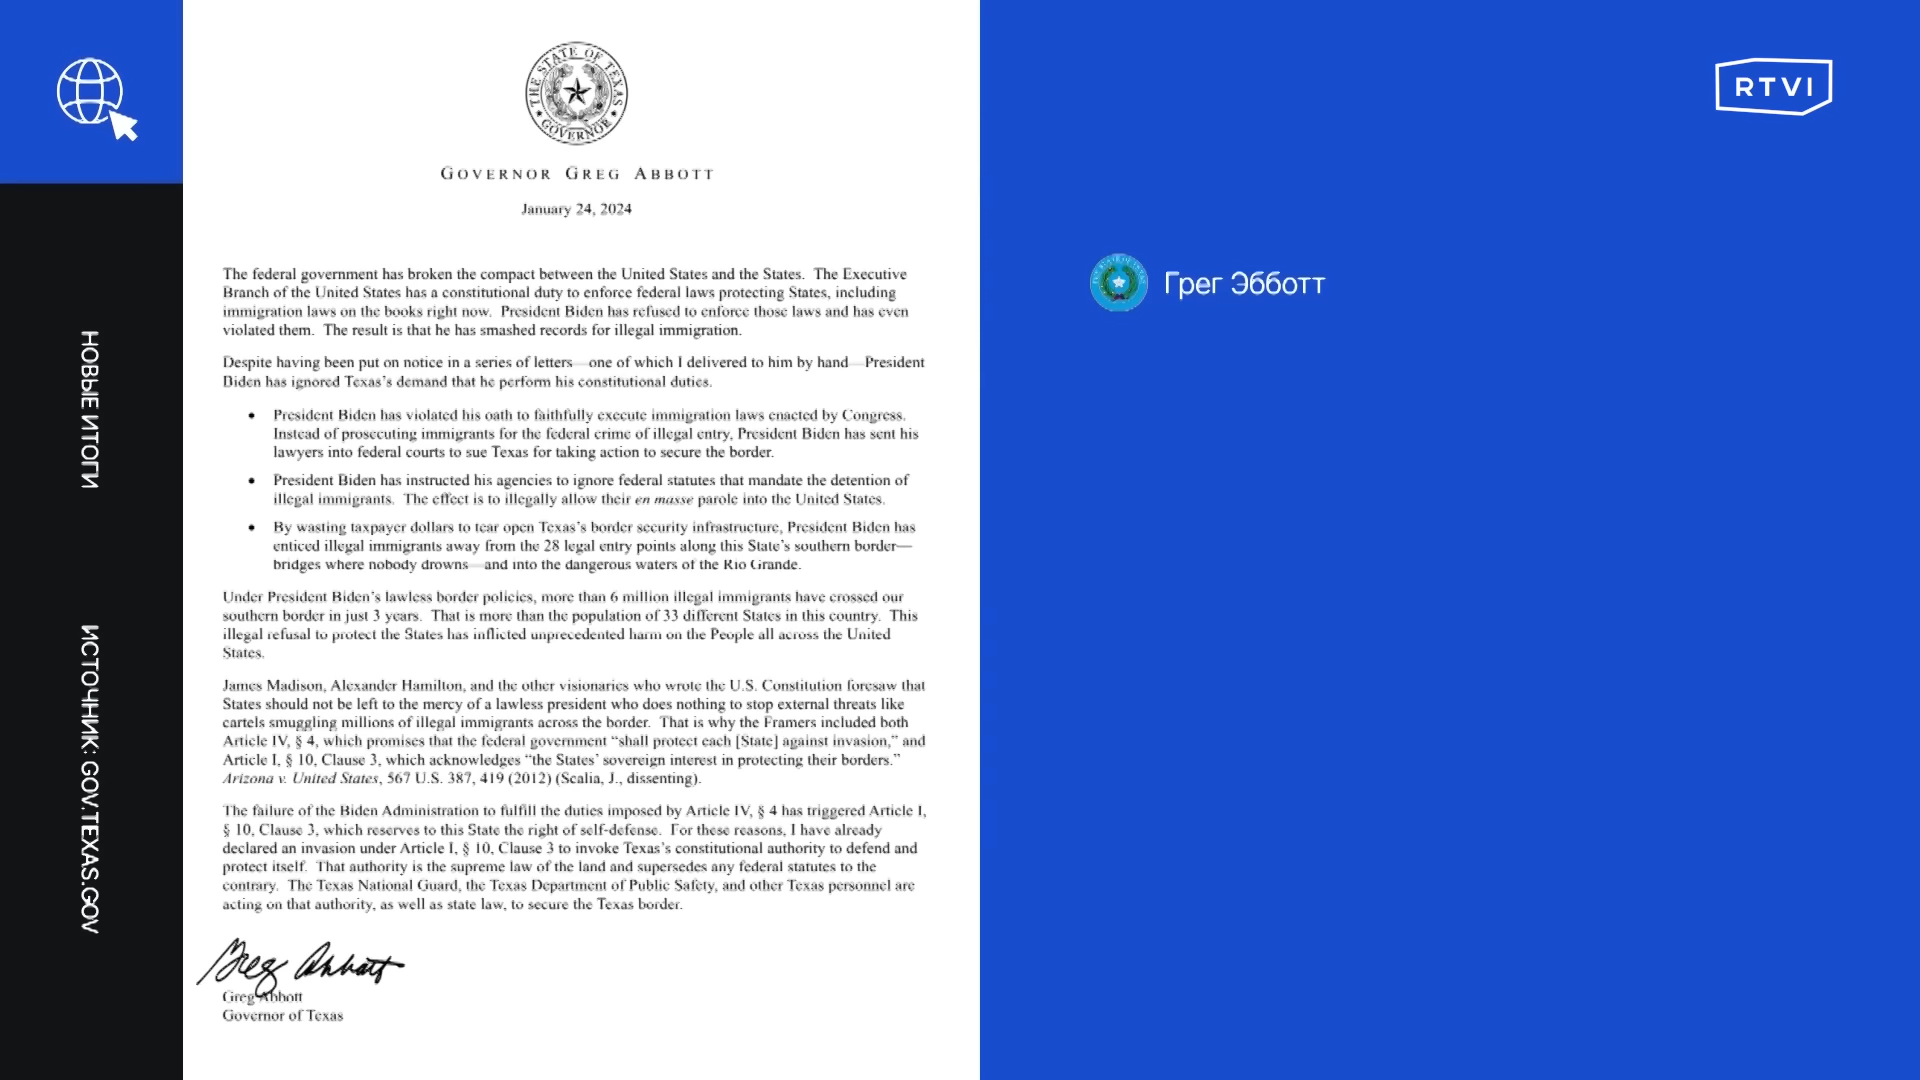 THE STATE OF TEXAS
GOVERNOR
GOVERNOR GREG ABBOTT
January 24, 2024
The federal government has broken the compact between the United States and the States. The Executive
Branch of the United States has a constitutional duty to enforce federal laws protecting States, including
immigration laws on the books right now. President Biden has refused to enforce those laws and has even
violated them. The result is that he has smashed records for illegal immigration.
Despite having been put on notice in a series of letters—one of which I delivered to him by hand—President
Biden has ignored Texas's demand that he perform his constitutional duties.
• President Biden has violated his oath to faithfully execute immigration laws enacted by Congress.
Instead of prosecuting immigrants for the federal crime of illegal entry, President Biden has sent his
lawyers into federal courts to sue Texas for taking action to secure the border.
• President Biden has instructed his agencies to ignore federal statutes that mandate the detention of
illegal immigrants. The effect is to illegally allow their en masse parole into the United States.
• By wasting taxpayer dollars to tear open Texas's border security infrastructure, President Biden has
enticed illegal immigrants away from the 28 legal entry points along this State's southern border—
bridges where nobody drowns—and into the dangerous waters of the Rio Grande.
Under President Biden's lawless border policies, more than 6 million illegal immigrants have crossed our
southern border in just 3 years. That is more than the population of 33 different States in this country. This
illegal refusal to protect the States has inflicted unprecedented harm on the People all across the United
States.
James Madison, Alexander Hamilton, and the other visionaries who wrote the U.S. Constitution foresaw that
States should not be left to the mercy of a lawless president who does nothing to stop external threats like
cartels smuggling millions of illegal immigrants across the border. That is why the Framers included both
Article IV, § 4, which promises that the federal government “shall protect each [State] against invasion,” and
Article I, § 10, Clause 3, which acknowledges “the States’ sovereign interest in protecting their borders.”
Arizona v. United States, 567 U.S. 387, 419 (2012) (Scalia, J., dissenting).
The failure of the Biden Administration to fulfill the duties imposed by Article IV, § 4 has triggered Article I,
§ 10, Clause 3, which reserves to this State the right of self-defense. For these reasons, I have already
declared an invasion under Article I, § 10, Clause 3 to invoke Texas's constitutional authority to defend and
protect itself. That authority is the supreme law of the land and supersedes any federal statutes to the
contrary. The Texas National Guard, the Texas Department of Public Safety, and other Texas personnel are
acting on that authority, as well as state law, to secure the Texas border.
Greg Abbott
Greg Abbott
Governor of Texas
НОВЫЕ ИТОГИ
ИСТОЧНИК: GOV.TEXAS.GOV
Грег Эбботт
RTVI